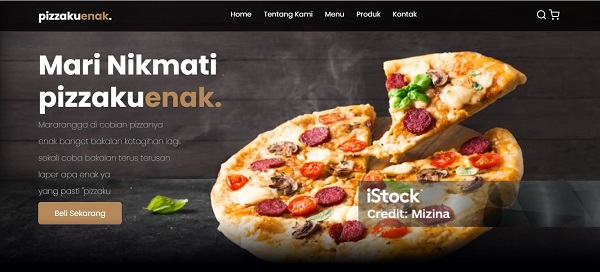 pizzakuenak.
Home Tentang Kami Menu Produk Kontak
Mari Nikmati
pizzakuenak.
Mararangga di cobian pizzanya
enak banget bakalan ketagihan lagi.
sekali coba bakalan terus terusan
laper apa enak ya
yang pasti "pizzaku
Beli Sekarang
iStock
Credit: Mizina